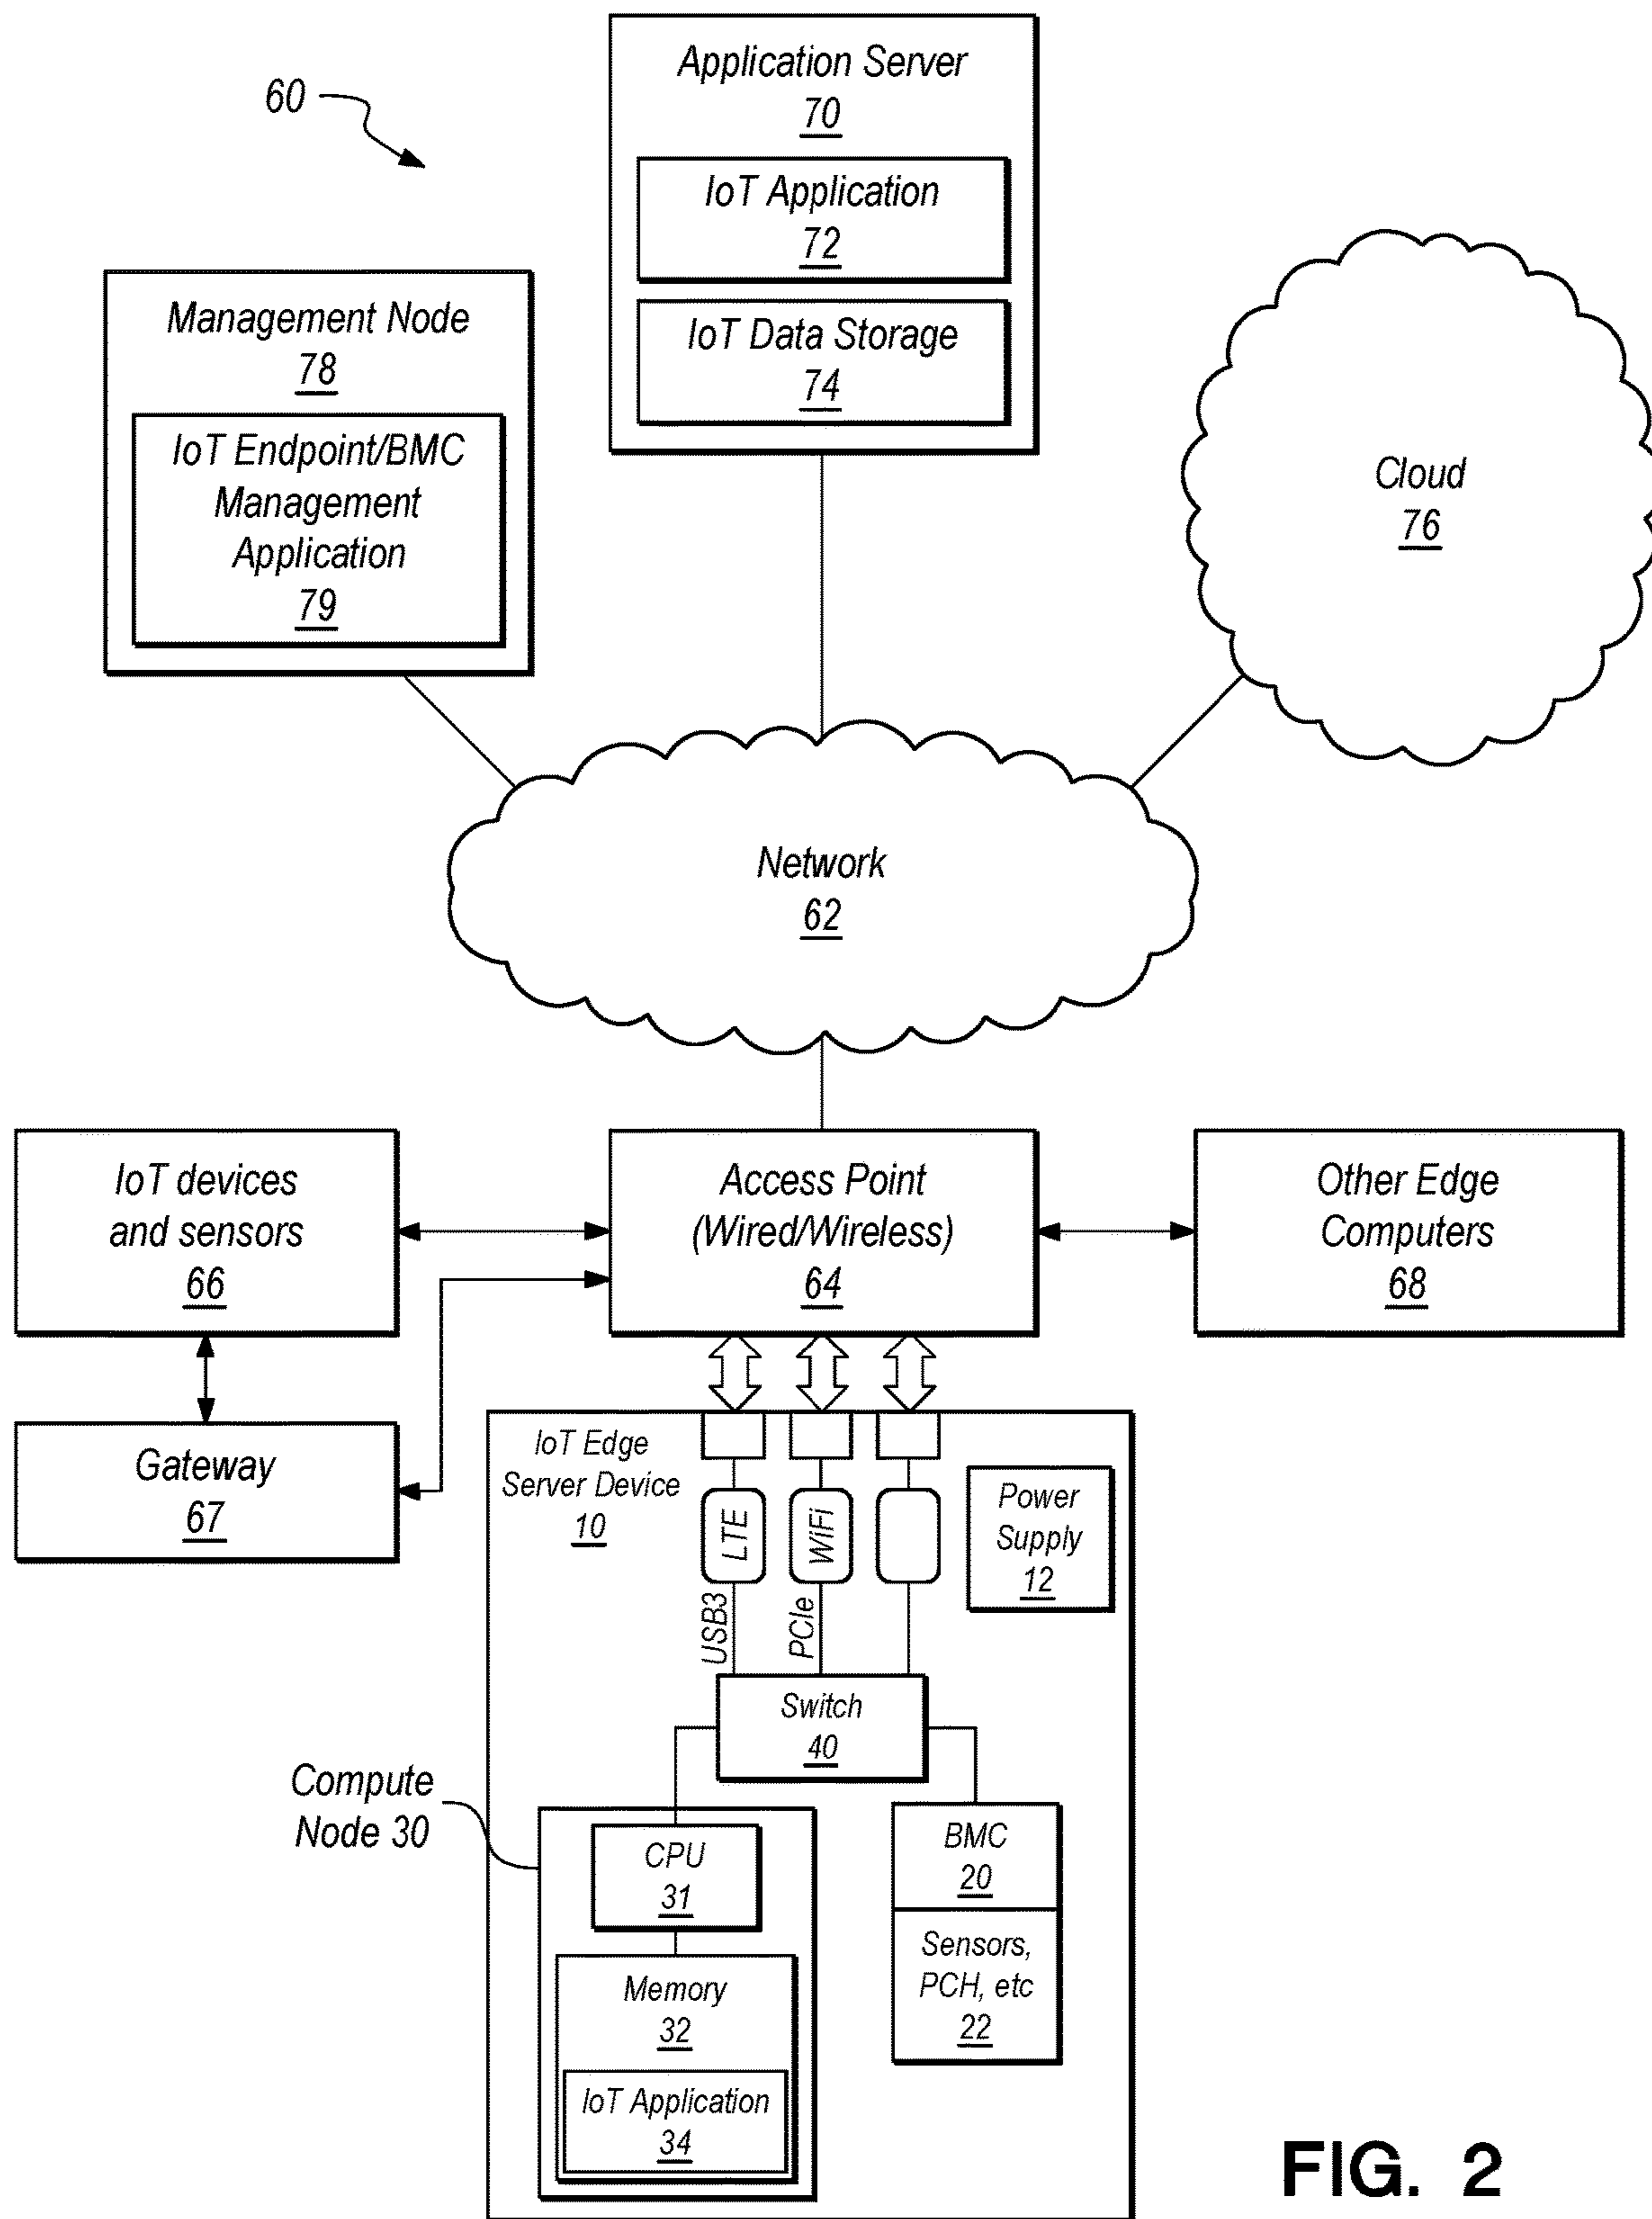 60
Application Server
70
IoT Application
72
IoT Data Storage
74
Management Node
78
IoT Endpoint/BMC
Management
Application
79
Cloud
76
Network
62
IoT devices
and sensors
66
Access Point
(Wired/Wireless)
64
Other Edge
Computers
68
Gateway
67
IoT Edge
Server Device
10
LTE
WiFi
Power
Supply
12
USB3
PCIe
Switch
40
Compute
Node 30
CPU
31
Memory
32
IoT Application
34
BMC
20
Sensors,
PCH, etc
22
FIG. 2